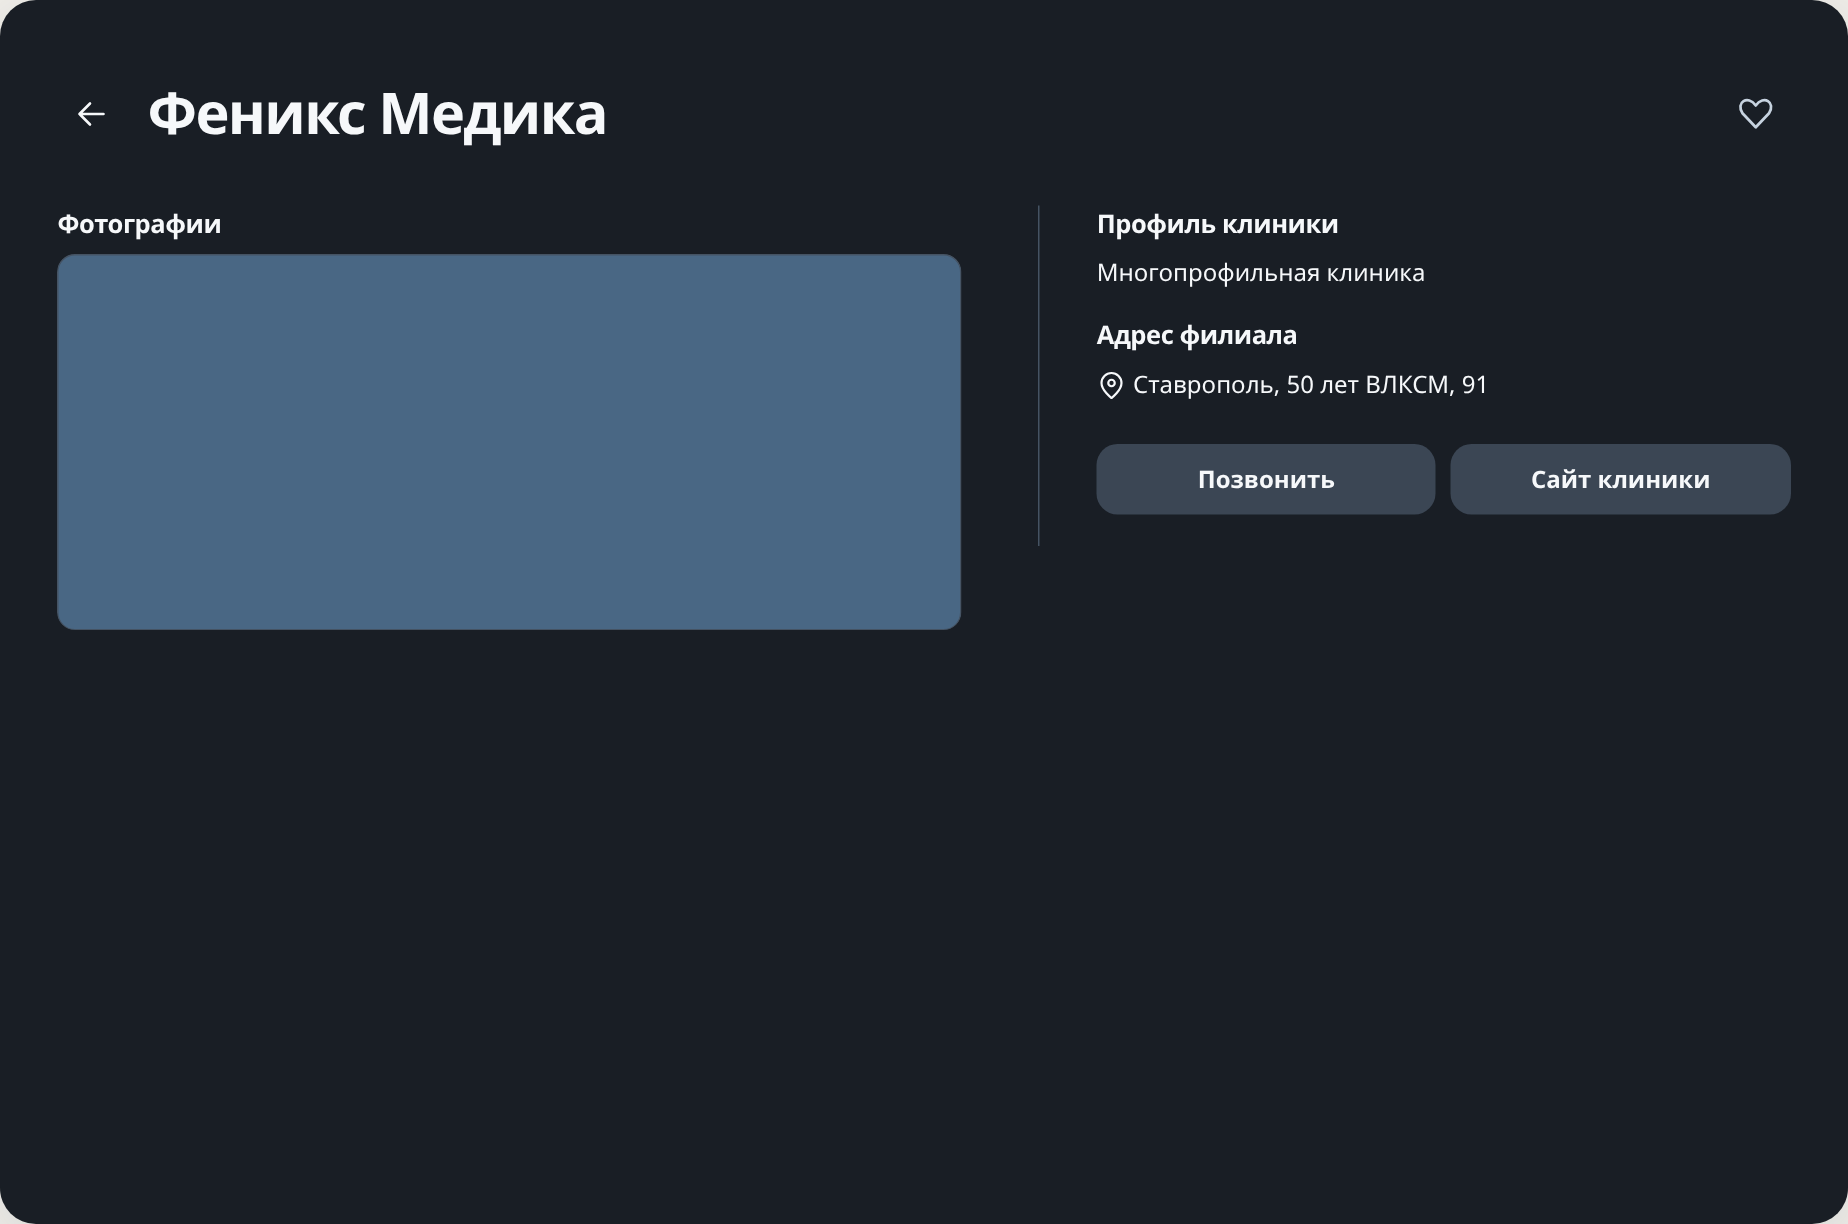 Феникс Медика
Фотографии
Профиль клиники
Многопрофильная клиника
Адрес филиала
Ставрополь, 50 лет ВЛКСМ, 91
Позвонить
Сайт клиники